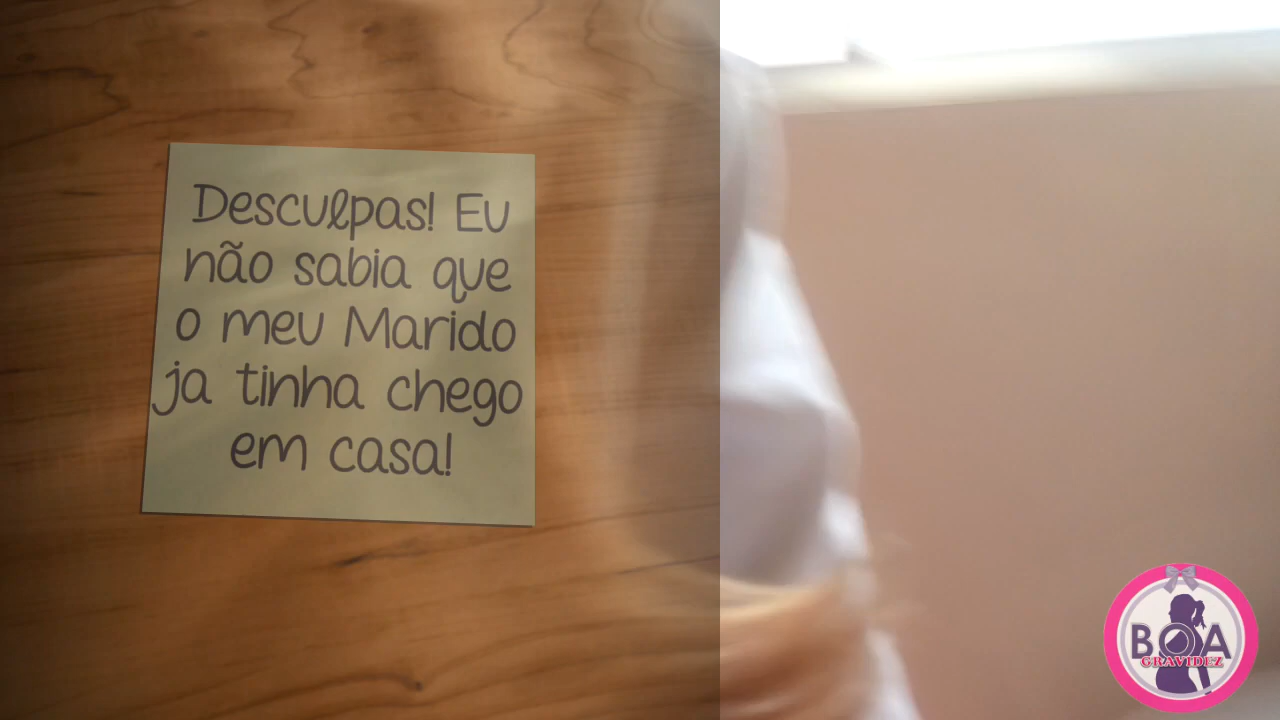 Desculpas! Eu
não sabia que
o meu Marido
ja tinha chego
em casa!
BOA
GRAVIDEZ